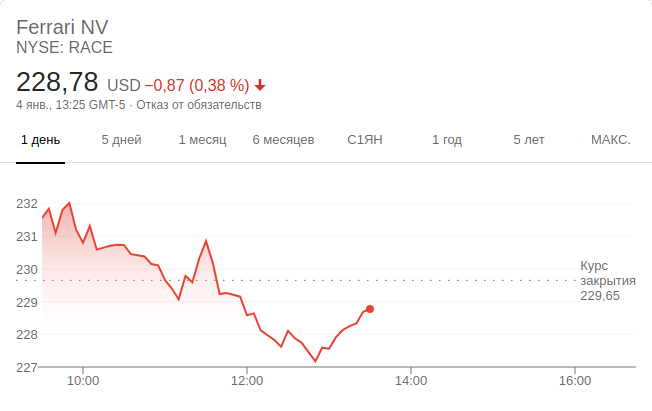 Ferrari NV
NYSE: RACE
228,78 USD −0,87 (0,38 %)
4 янв., 13:25 GMT-5 · Отказ от обязательств
1 день 5 дней 1 месяц 6 месяцев С1ЯН 1 год 5 лет МАКС.
232
231
230
229
228
227
Курс
закрытия
229,65
10:00 12:00 14:00 16:00